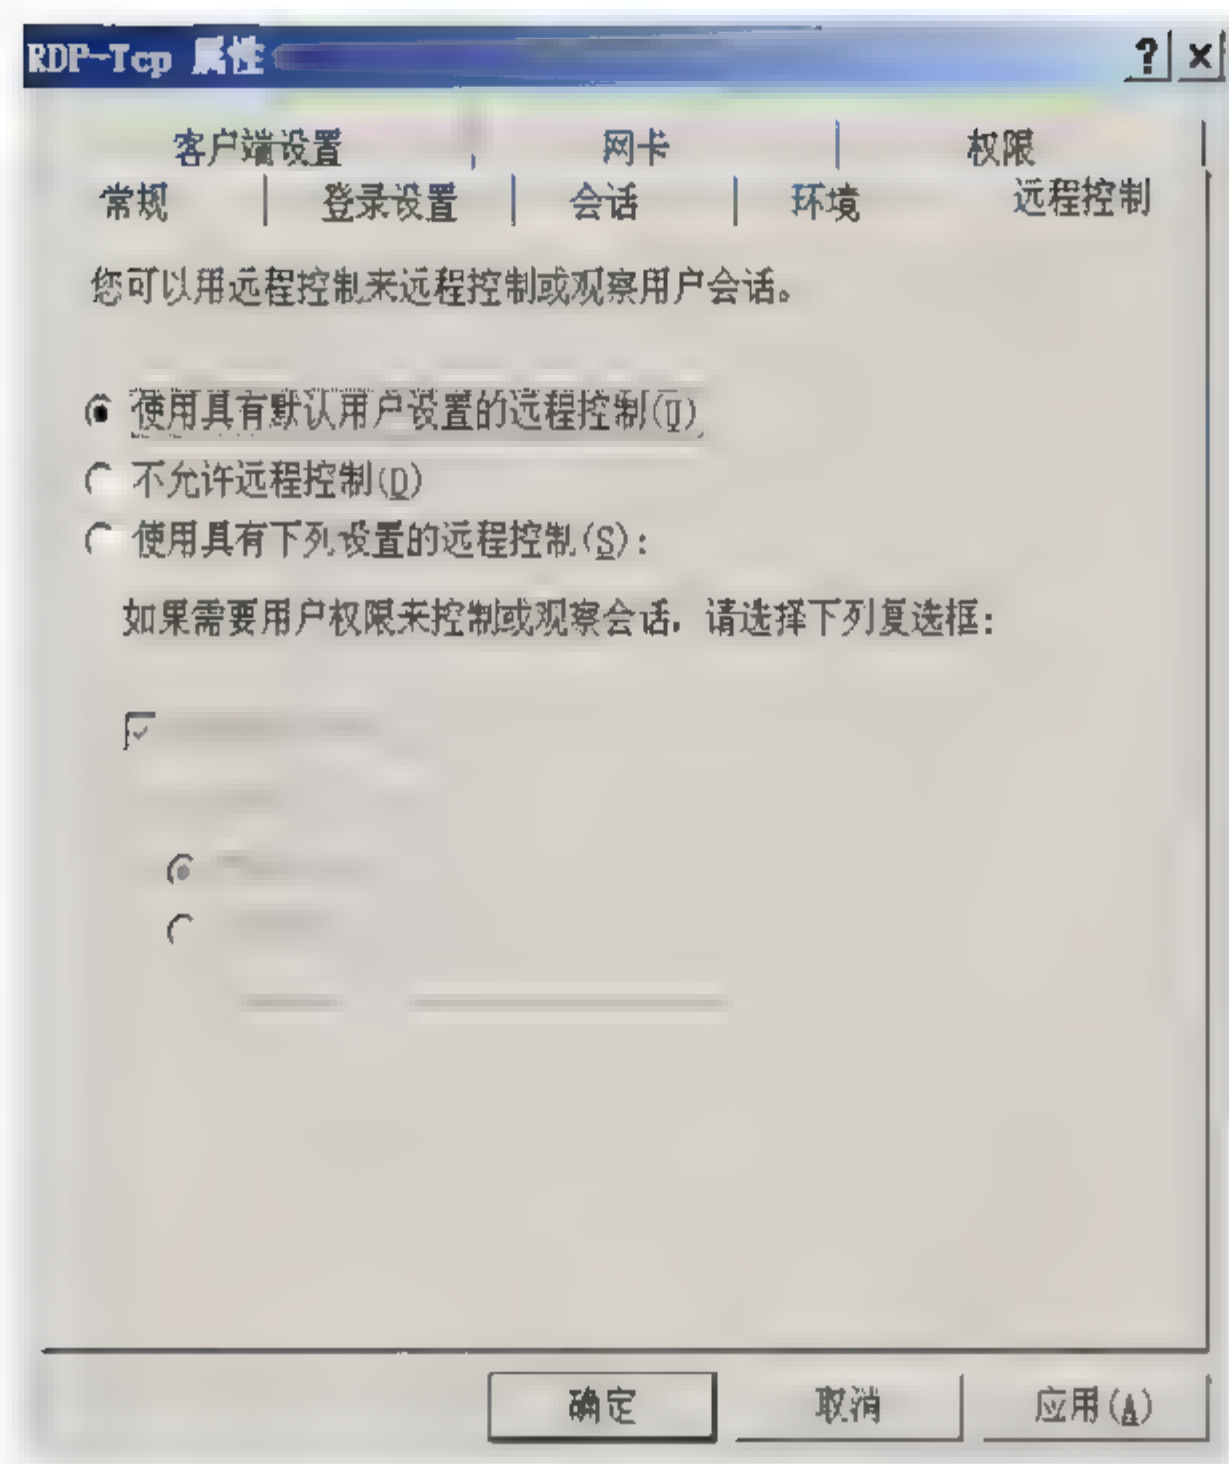 RDP-Tcp 属性
客户端设置 网卡 权限
常规 登录设置 会话 环境 远程控制
您可以用远程控制来远程控制或观察用户会话。
使用具有默认用户设置的远程控制(U)
不允许远程控制(D)
使用具有下列设置的远程控制(S):
如果需要用户权限来控制或观察会话,请选择下列复选框:
确定 取消 应用(A)